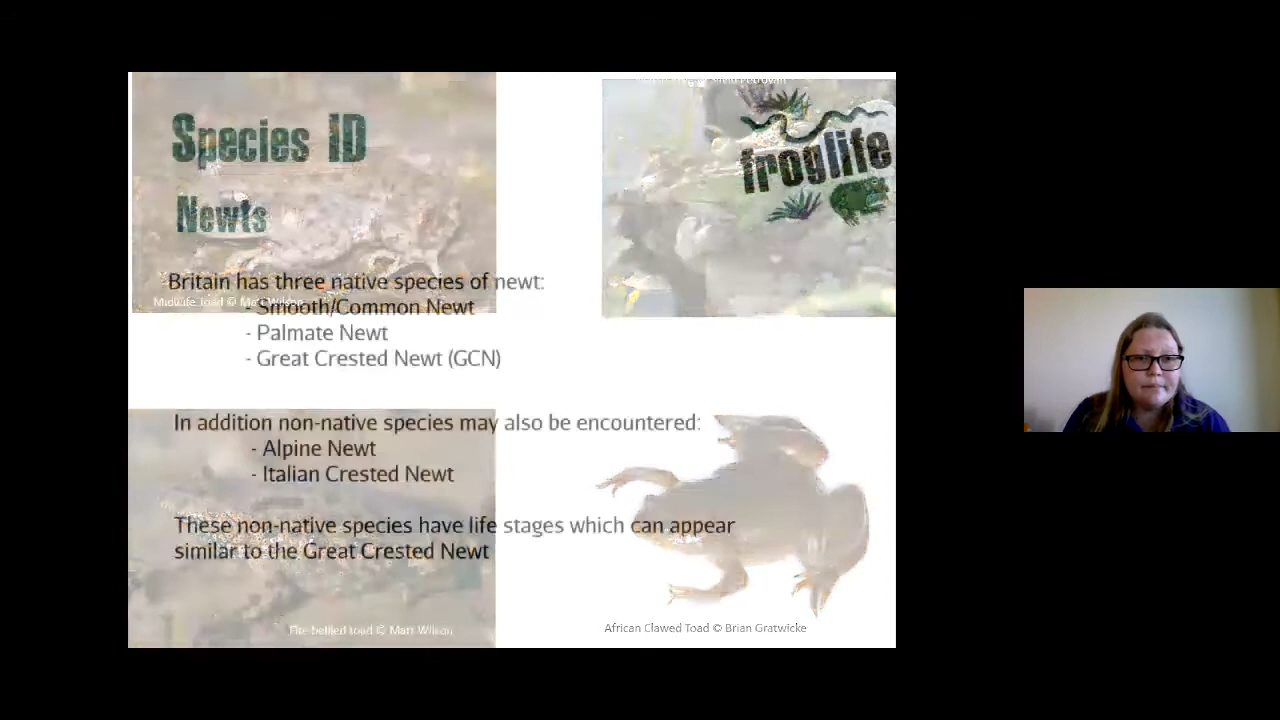 Species ID
froglife
Newts
Britain has three native species of newt:
Midwife Toad © Matt Wilson
- Smooth/Common Newt
- Palmate Newt
- Great Crested Newt (GCN)
In addition non-native species may also be encountered:
- Alpine Newt
- Italian Crested Newt
These non-native species have life stages which can appear
similar to the Great Crested Newt
Fire-bellied toad © Matt Wilson
African Clawed Toad © Brian Gratwicke